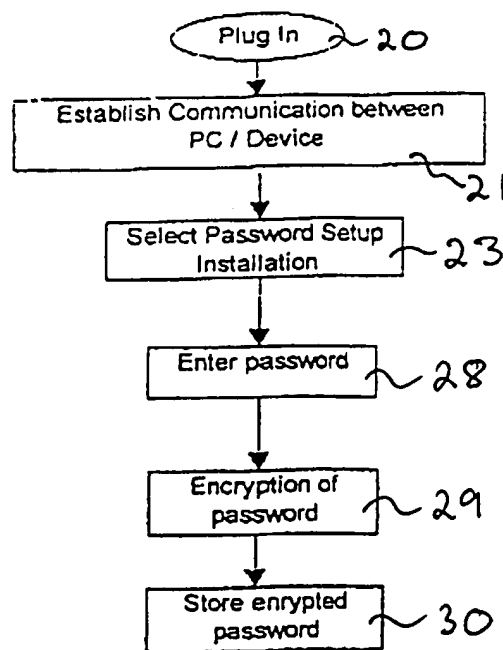 Plug In 20
Establish Communication between
PC / Device
21
Select Password Setup
Installation 23
Enter password 28
Encryption of
password 29
Store enrypted
password 30